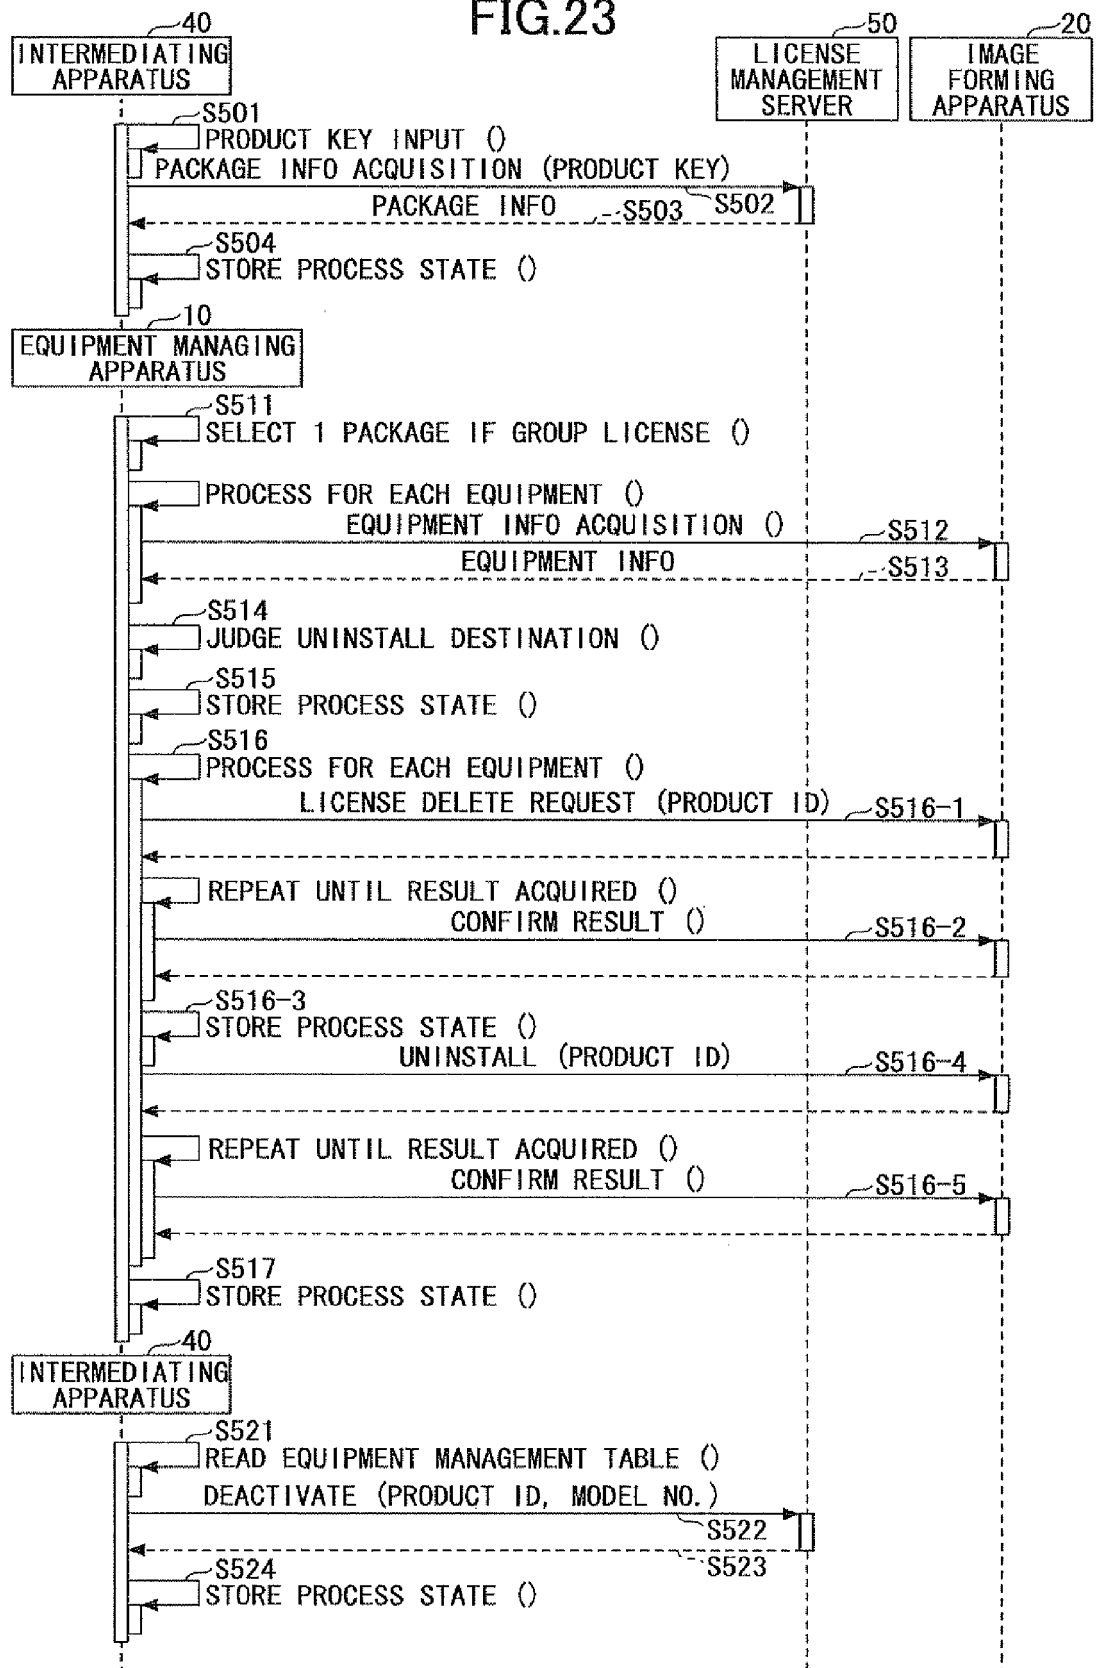 FIG.23
40
50
20
INTERMEDIATING
APPARATUS
LICENSE
MANAGEMENT
SERVER
IMAGE
FORMING
APPARATUS
S501
PRODUCT KEY INPUT ()
PACKAGE INFO ACQUISITION (PRODUCT KEY)
S502
PACKAGE INFO
S503
S504
STORE PROCESS STATE ()
10
EQUIPMENT MANAGING
APPARATUS
S511
SELECT 1 PACKAGE IF GROUP LICENSE ()
PROCESS FOR EACH EQUIPMENT ()
EQUIPMENT INFO ACQUISITION ()
S512
EQUIPMENT INFO
S513
S514
JUDGE UNINSTALL DESTINATION ()
S515
STORE PROCESS STATE ()
S516
PROCESS FOR EACH EQUIPMENT ()
LICENSE DELETE REQUEST (PRODUCT ID)
S516-1
REPEAT UNTIL RESULT ACQUIRED ()
CONFIRM RESULT ()
S516-2
S516-3
STORE PROCESS STATE ()
UNINSTALL (PRODUCT ID)
S516-4
REPEAT UNTIL RESULT ACQUIRED ()
CONFIRM RESULT ()
S516-5
S517
STORE PROCESS STATE ()
40
INTERMEDIATING
APPARATUS
S521
READ EQUIPMENT MANAGEMENT TABLE ()
DEACTIVATE (PRODUCT ID, MODEL NO.)
S522
S523
S524
STORE PROCESS STATE ()